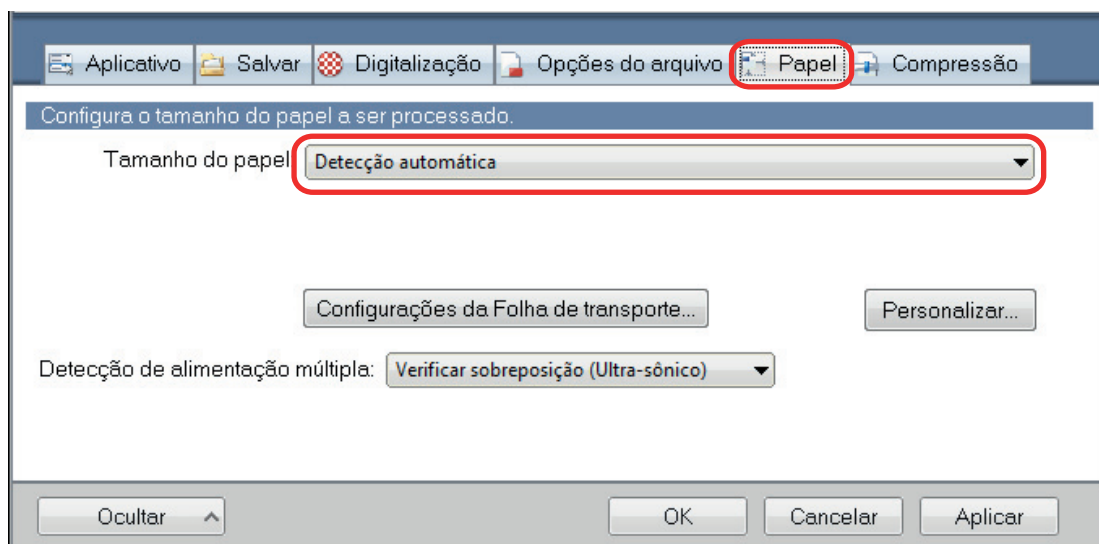 Aplicativo Salvar Digitalização Opções do arquivo Papel Compressão
Configura o tamanho do papel a ser processado.
Tamanho do papel: Detecção automática
Configurações da Folha de transporte... Personalizar...
Detecção de alimentação múltipla: Verificar sobreposição (Ultra-sônico)
Ocultar OK Cancelar Aplicar